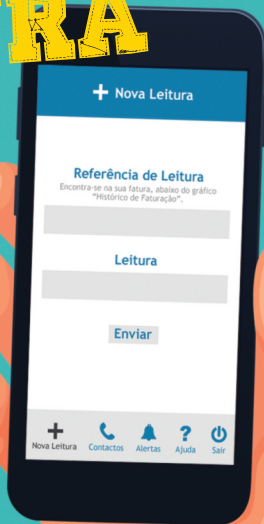 RA
+ Nova Leitura
Referência de Leitura
Encontra-se na sua fatura, abaixo do gráfico
"Histórico de Faturação".
Leitura
Enviar
Nova Leitura Contactos Alertas Ajuda Sair